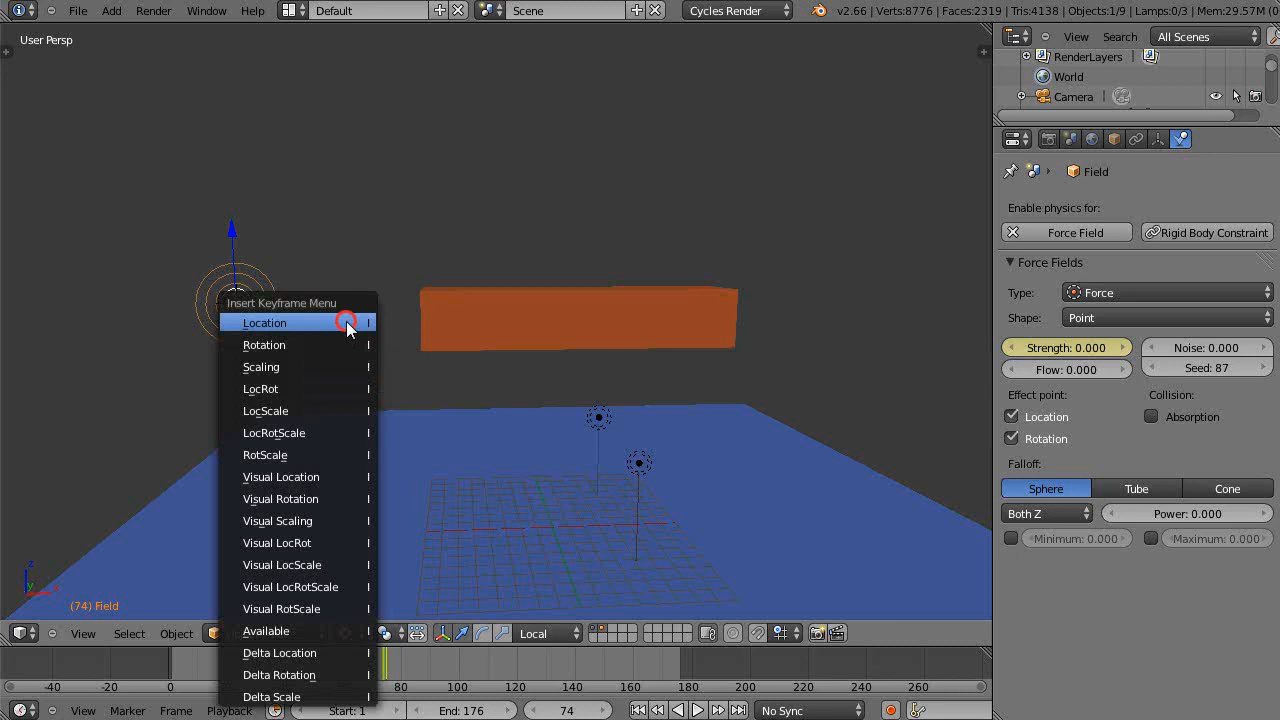 File Add Render Window Help Default Scene Cycles Render v2.66 | Verts:8776 | Faces:2319 | Tris:4138 | Objects:1/9 | Lamps:0/3 | Mem:29.57M (0
User Persp
View Search All Scenes
RenderLayers |
World
Camera |
Field
Enable physics for:
Force Field Rigid Body Constraint
Force Fields
Type: Force
Shape: Point
Strength: 0.000 Noise: 0.000
Flow: 0.000 Seed: 87
Effect point: Collision:
Location Absorption
Rotation
Falloff:
Sphere Tube Cone
Both Z Power: 0.000
Minimum: 0.000 Maximum: 0.000
Insert Keyframe Menu
Location I
Rotation I
Scaling I
LocRot I
LocScale I
LocRotScale I
RotScale I
Visual Location I
Visual Rotation I
Visual Scaling I
Visual LocRot I
Visual LocScale I
Visual LocRotScale I
Visual RotScale I
Available I
Delta Location I
Delta Rotation I
Delta Scale I
z
y x
(74) Field
View Select Object Local
-40 -20 0 80 100 120 140 160 180 200 220 240 260 280
View Marker Frame Playback Start: 1 End: 176 74 No Sync